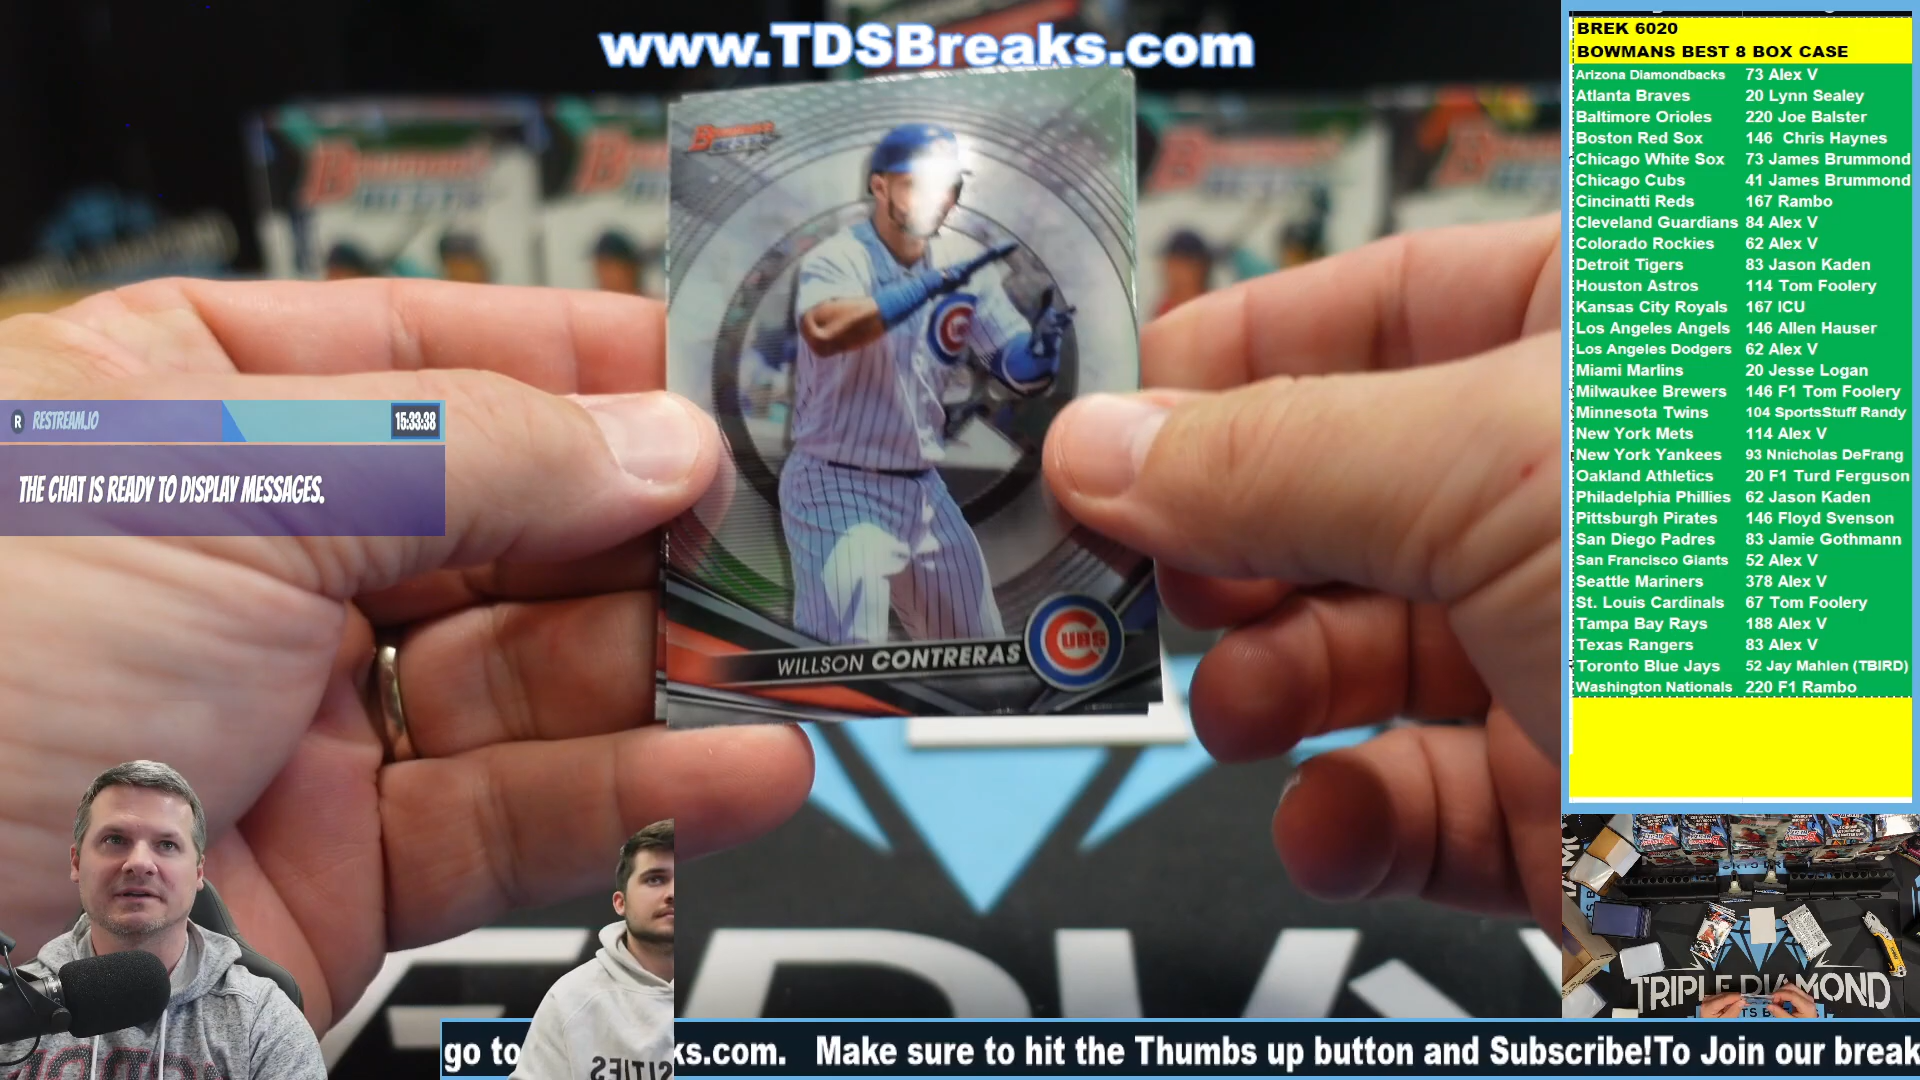 www.TDSBreaks.com
BREK 6020
BOWMANS BEST 8 BOX CASE
Arizona Diamondbacks 73 Alex V
Atlanta Braves 20 Lynn Sealey
Baltimore Orioles 220 Joe Balster
Boston Red Sox 146 Chris Haynes
Chicago White Sox 73 James Brummond
Chicago Cubs 41 James Brummond
Cincinatti Reds 167 Rambo
Cleveland Guardians 84 Alex V
Colorado Rockies 62 Alex V
Detroit Tigers 83 Jason Kaden
Houston Astros 114 Tom Foolery
Kansas City Royals 167 ICU
Los Angeles Angels 146 Allen Hauser
Los Angeles Dodgers 62 Alex V
Miami Marlins 20 Jesse Logan
Milwaukee Brewers 146 F1 Tom Foolery
Minnesota Twins 104 SportsStuff Randy
New York Mets 114 Alex V
New York Yankees 93 Nnicholas DeFrang
Oakland Athletics 20 F1 Turd Ferguson
Philadelphia Phillies 62 Jason Kaden
Pittsburgh Pirates 146 Floyd Svenson
San Diego Padres 83 Jamie Gothmann
San Francisco Giants 52 Alex V
Seattle Mariners 378 Alex V
St. Louis Cardinals 67 Tom Foolery
Tampa Bay Rays 188 Alex V
Texas Rangers 83 Alex V
Toronto Blue Jays 52 Jay Mahlen (TBIRD)
Washington Nationals 220 F1 Rambo
Bowman's
BEST
R RESTREAM.IO 15:33:38
THE CHAT IS READY TO DISPLAY MESSAGES.
WILLSON CONTRERAS
CUBS
TRIPLE DIAMOND
go to ks.com. Make sure to hit the Thumbs up button and Subscribe!To Join our break